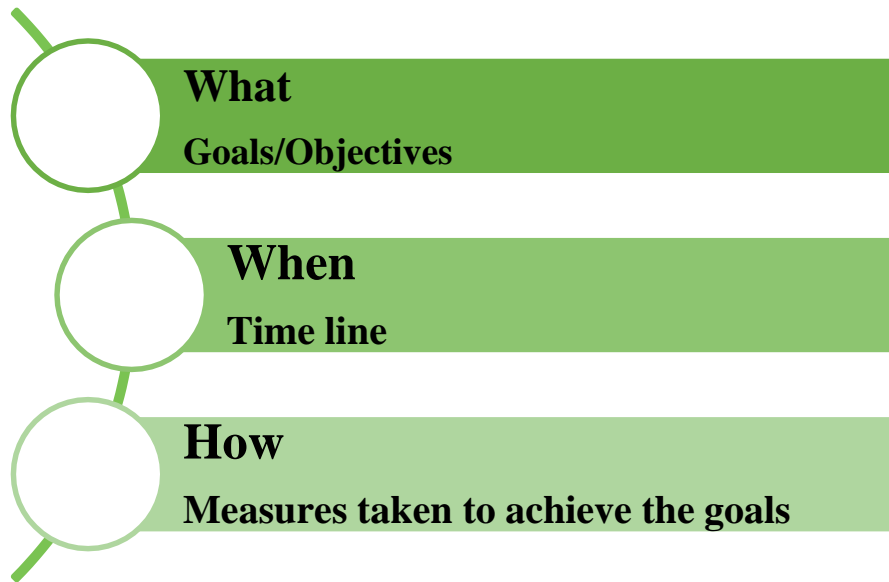 What
Goals/Objectives
When
Time line
How
Measures taken to achieve the goals